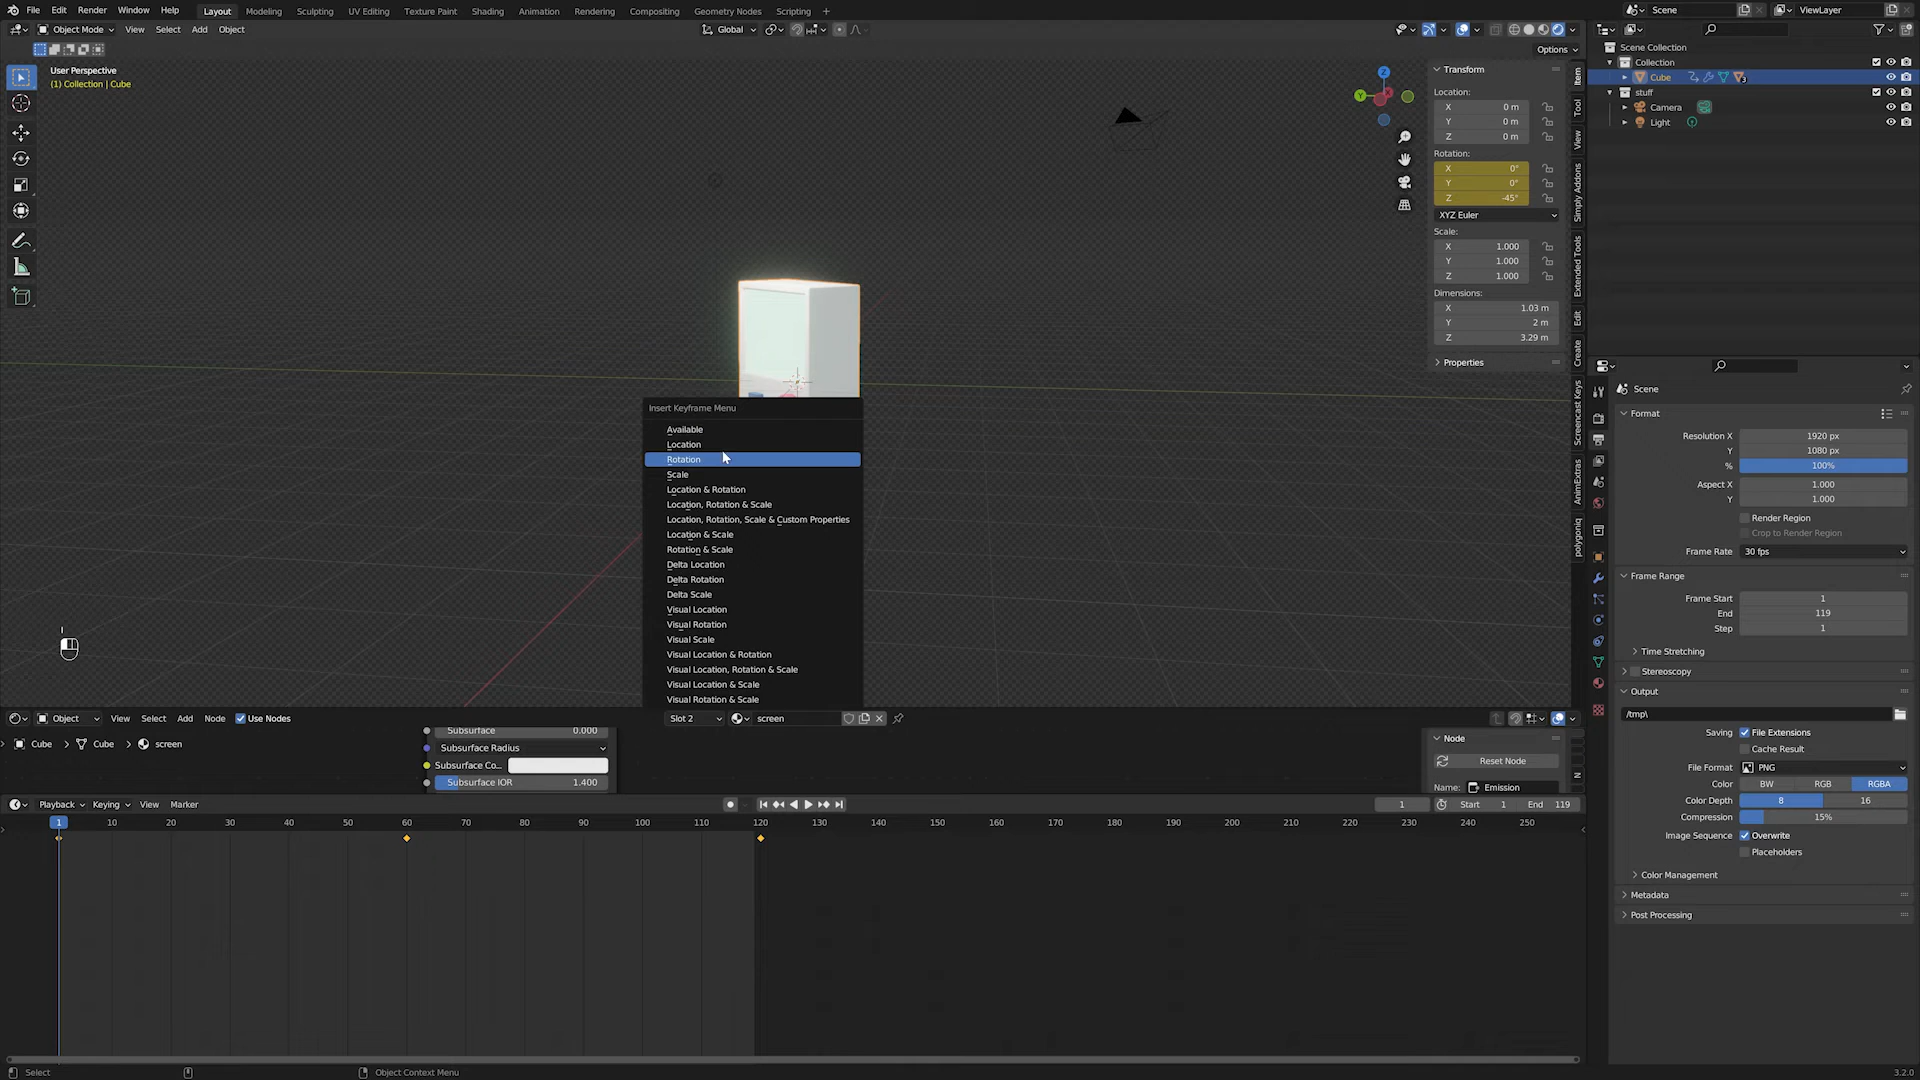 File Edit Render Window Help Layout Modeling Sculpting UV Editing Texture Paint Shading Animation Rendering Compositing Geometry Nodes Scripting + Scene ViewLayer
Object Mode View Select Add Object Global
Options
User Perspective
(1) Collection | Cube
Transform
Location:
X 0 m
Y 0 m
Z 0 m
Rotation:
X 0°
Y 0°
Z -45°
XYZ Euler
Scale:
X 1.000
Y 1.000
Z 1.000
Dimensions:
X 1.03 m
Y 2 m
Z 3.29 m
Properties
Z
Y
Item
Tool
View
Simply Addons
Extended Tools
Edit
Create
Screencast Keys
AnimExtras
polygoniq
Scene Collection
Collection
Cube
stuff
Camera
Light
Insert Keyframe Menu
Available
Location
Rotation
Scale
Location & Rotation
Location, Rotation & Scale
Location, Rotation, Scale & Custom Properties
Location & Scale
Rotation & Scale
Delta Location
Delta Rotation
Delta Scale
Visual Location
Visual Rotation
Visual Scale
Visual Location & Rotation
Visual Location, Rotation & Scale
Visual Location & Scale
Visual Rotation & Scale
I
Scene
Format
Resolution X 1920 px
Y 1080 px
% 100%
Aspect X 1.000
Y 1.000
Render Region
Crop to Render Region
Frame Rate 30 fps
Frame Range
Frame Start 1
End 119
Step 1
Time Stretching
Stereoscopy
Output
/tmp\
Saving File Extensions
Cache Result
File Format PNG
Color BW RGB RGBA
Color Depth 8 16
Compression 15%
Image Sequence Overwrite
Placeholders
Color Management
Metadata
Post Processing
Object View Select Add Node Use Nodes Slot 2 screen
Cube Cube screen
Subsurface 0.000
Subsurface Radius
Subsurface Co...
Subsurface IOR 1.400
Node
Reset Node
Name: Emission
N
Playback Keying View Marker 1 Start 1 End 119
1 10 20 30 40 50 60 70 80 90 100 110 120 130 140 150 160 170 180 190 200 210 220 230 240 250
Select Object Context Menu 3.2.0